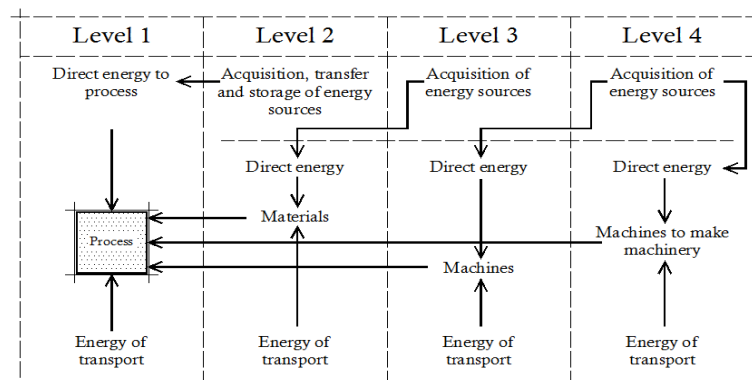 Level 1
Level 2
Level 3
Level 4
Direct energy to
process
Acquisition, transfer
and storage of energy
sources
Acquisition of
energy sources
Acquisition of
energy sources
Direct energy
Direct energy
Direct energy
Materials
Process
Machines to make
machinery
Machines
Energy of
transport
Energy of
transport
Energy of
transport
Energy of
transport